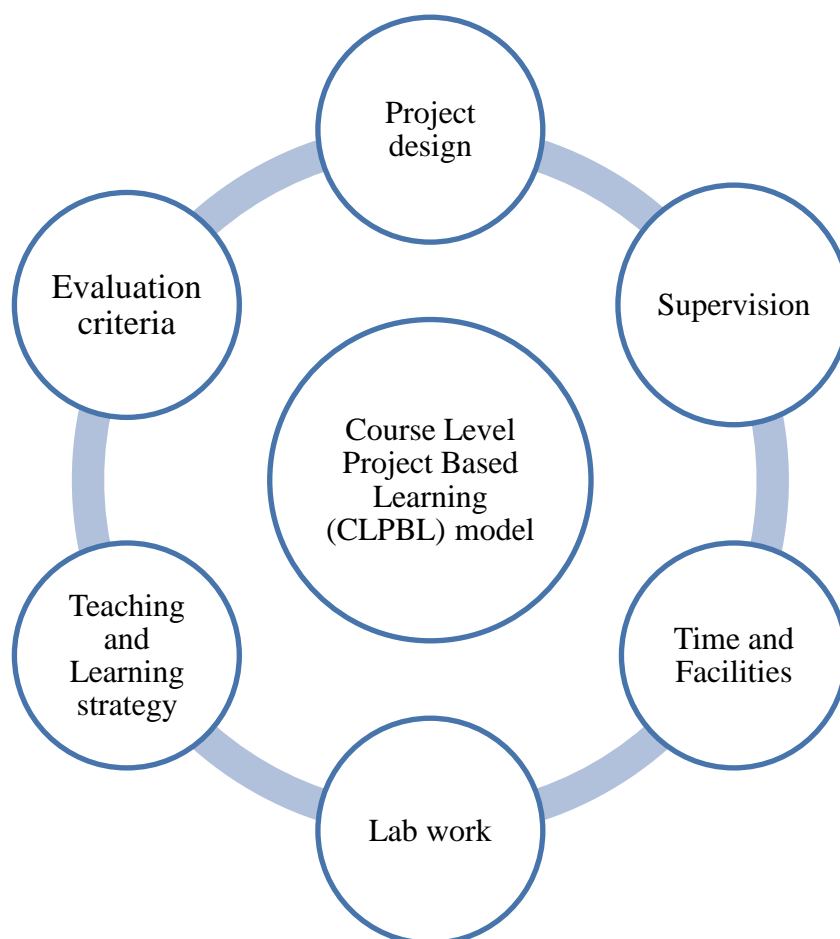 Project
design
Supervision
Time and
Facilities
Lab work
Teaching
and
Learning
strategy
Evaluation
criteria
Course Level
Project Based
Learning
(CLPBL) model